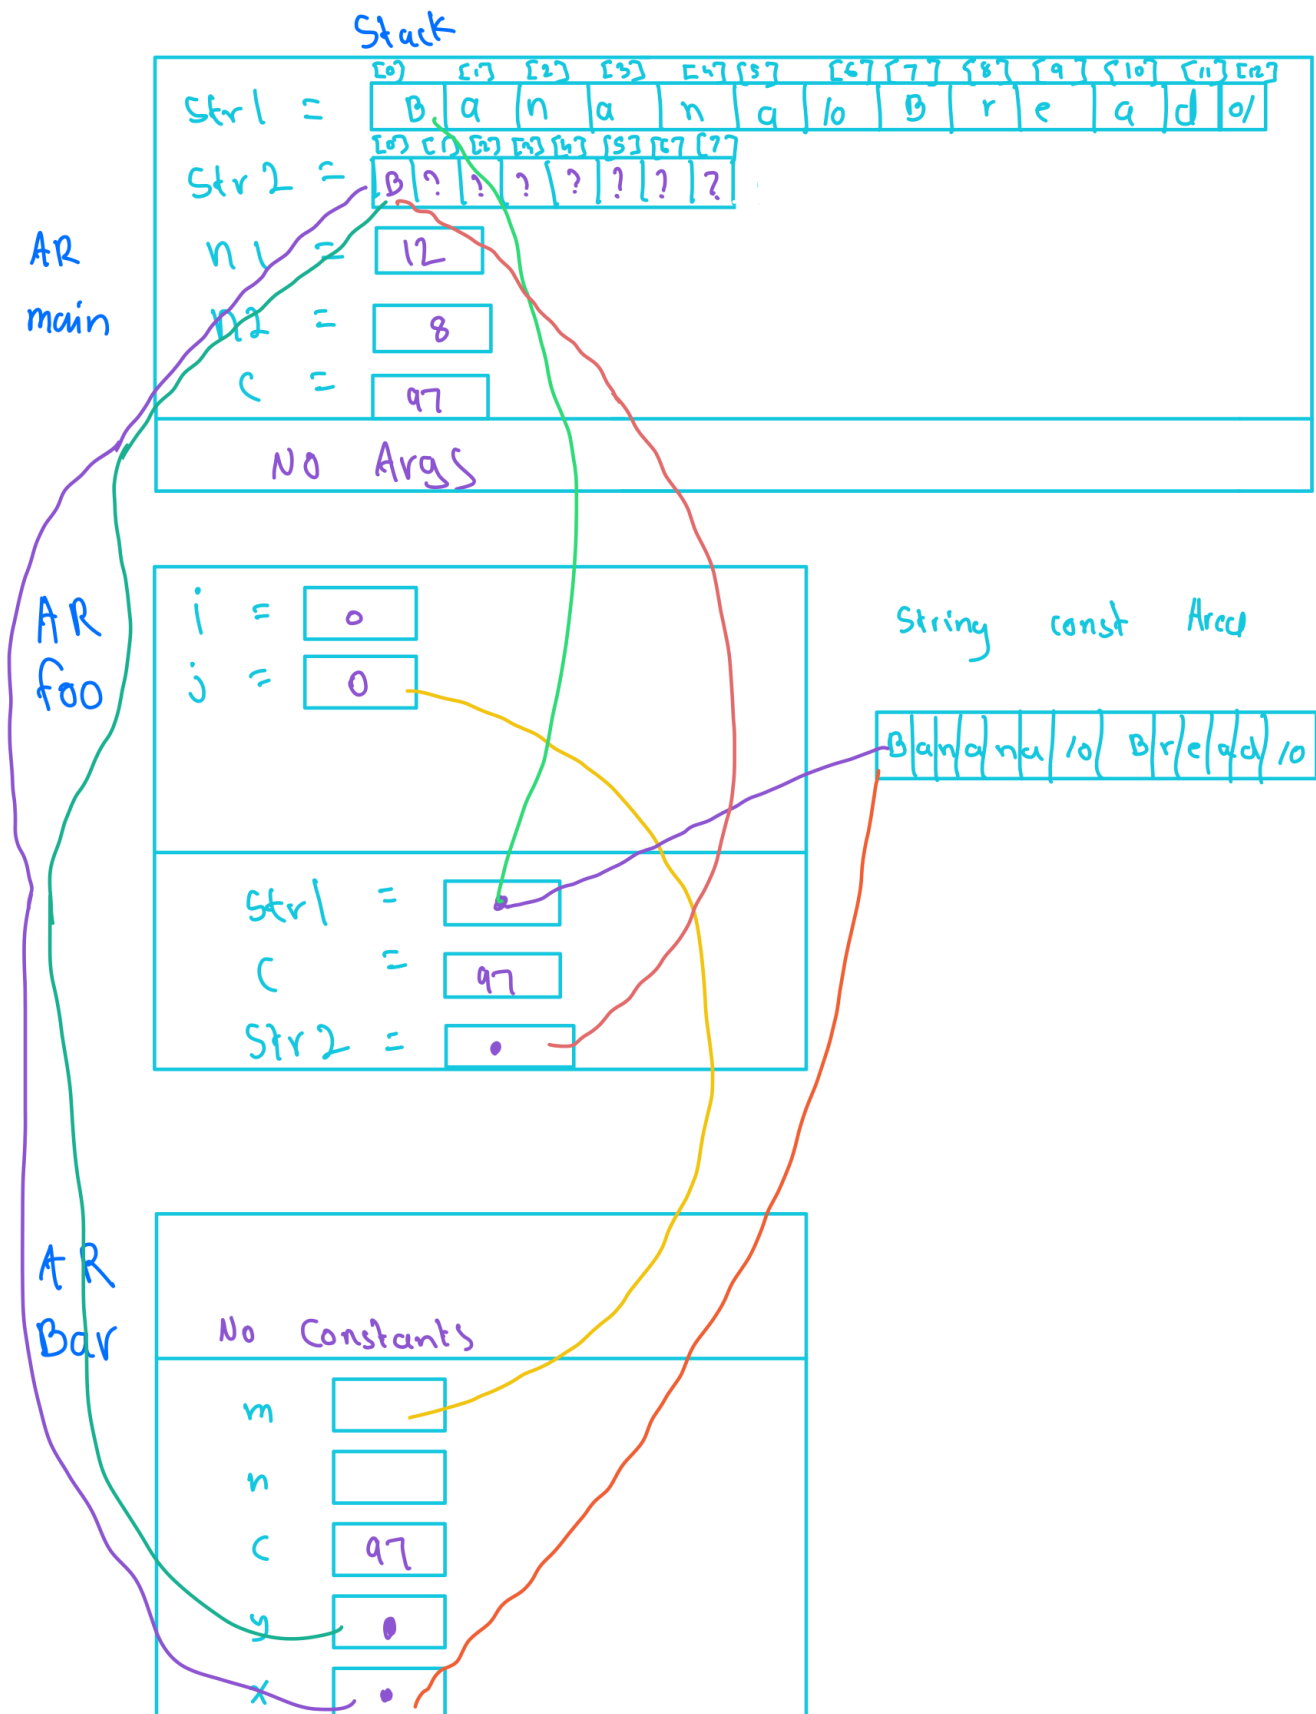 Stack
[0] [1] [2] [3] [4] [5] [6] [7] [8] [9] [10] [11] [12]
Str1 = B a n a n a \0 B r e a d 0/
[0] [1] [2] [3] [4] [5] [6] [7]
Str2 = B ? ? ? ? ? ? ?
AR main
n1 = 12
n2 = 8
c = 97
No Args
AR foo
i = 0
j = 0
String const Area
B a n a n a \0 B r e a d \0
Str1 =
C = 97
Str2 =
AR Bar
No Constants
m
n
c 97
y
x